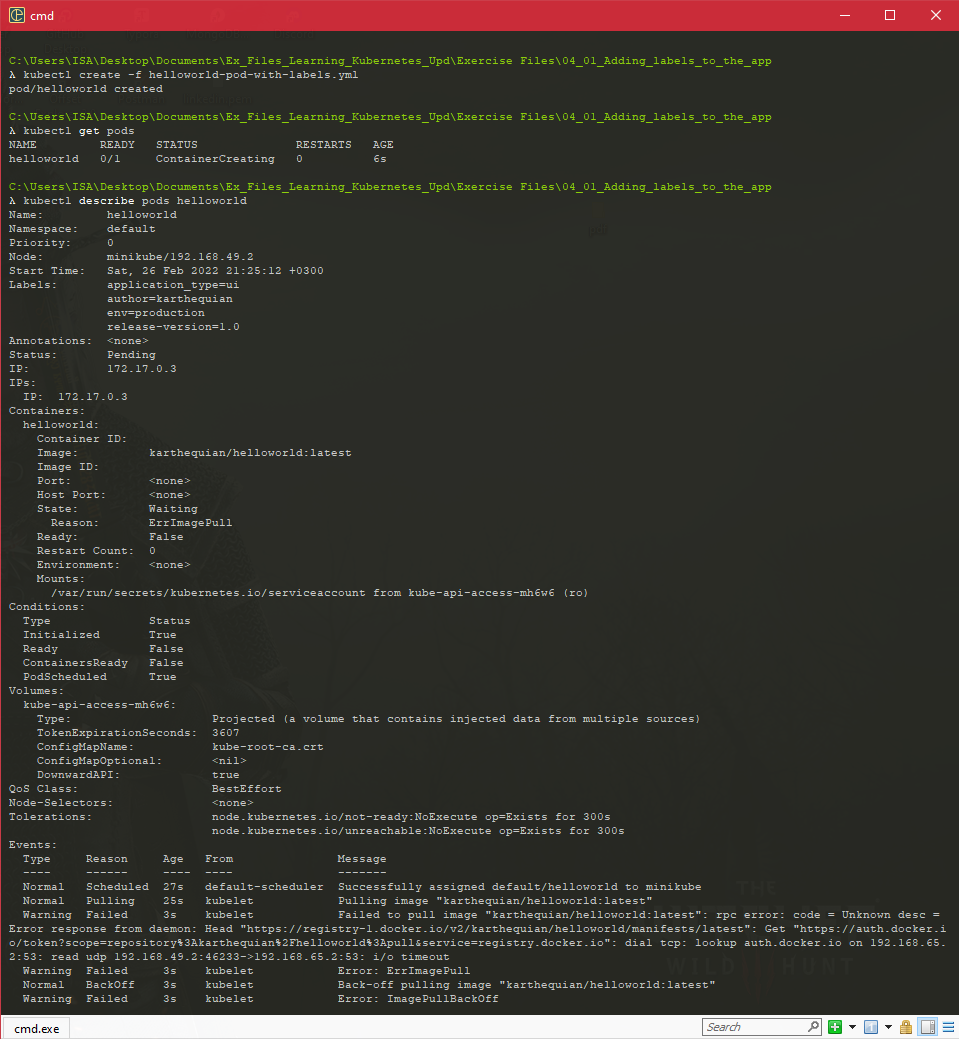 cmd
C:\Users\ISA\Desktop\Documents\Ex_Files_Learning_Kubernetes_Upd\Exercise Files\04_01_Adding_labels_to_the_app
λ kubectl create -f helloworld-pod-with-labels.yml
pod/helloworld created
C:\Users\ISA\Desktop\Documents\Ex_Files_Learning_Kubernetes_Upd\Exercise Files\04_01_Adding_labels_to_the_app
λ kubectl get pods
NAME         READY   STATUS              RESTARTS   AGE
helloworld   0/1     ContainerCreating   0          6s
C:\Users\ISA\Desktop\Documents\Ex_Files_Learning_Kubernetes_Upd\Exercise Files\04_01_Adding_labels_to_the_app
λ kubectl describe pods helloworld
Name:         helloworld
Namespace:    default
Priority:     0
Node:         minikube/192.168.49.2
Start Time:   Sat, 26 Feb 2022 21:25:12 +0300
Labels:       application_type=ui
              author=karthequian
              env=production
              release-version=1.0
Annotations:  <none>
Status:       Pending
IP:           172.17.0.3
IPs:
  IP:  172.17.0.3
Containers:
  helloworld:
    Container ID:
    Image:          karthequian/helloworld:latest
    Image ID:
    Port:           <none>
    Host Port:      <none>
    State:          Waiting
      Reason:       ErrImagePull
    Ready:          False
    Restart Count:  0
    Environment:    <none>
    Mounts:
      /var/run/secrets/kubernetes.io/serviceaccount from kube-api-access-mh6w6 (ro)
Conditions:
  Type              Status
  Initialized       True
  Ready             False
  ContainersReady   False
  PodScheduled      True
Volumes:
  kube-api-access-mh6w6:
    Type:                    Projected (a volume that contains injected data from multiple sources)
    TokenExpirationSeconds:  3607
    ConfigMapName:           kube-root-ca.crt
    ConfigMapOptional:       <nil>
    DownwardAPI:             true
QoS Class:                   BestEffort
Node-Selectors:              <none>
Tolerations:                 node.kubernetes.io/not-ready:NoExecute op=Exists for 300s
                             node.kubernetes.io/unreachable:NoExecute op=Exists for 300s
Events:
  Type     Reason     Age   From               Message
  ----     ------     ----  ----               -------
  Normal   Scheduled  27s   default-scheduler  Successfully assigned default/helloworld to minikube
  Normal   Pulling    25s   kubelet            Pulling image "karthequian/helloworld:latest"
  Warning  Failed     3s    kubelet            Failed to pull image "karthequian/helloworld:latest": rpc error: code = Unknown desc =
Error response from daemon: Head "https://registry-1.docker.io/v2/karthequian/helloworld/manifests/latest": Get "https://auth.docker.i
o/token?scope=repository%3Akarthequian%2Fhelloworld%3Apull&service=registry.docker.io": dial tcp: lookup auth.docker.io on 192.168.65.
2:53: read udp 192.168.49.2:46233->192.168.65.2:53: i/o timeout
  Warning  Failed     3s    kubelet            Error: ErrImagePull
  Normal   BackOff    3s    kubelet            Back-off pulling image "karthequian/helloworld:latest"
  Warning  Failed     3s    kubelet            Error: ImagePullBackOff
THE
WILD HUNT
cmd.exe
Search